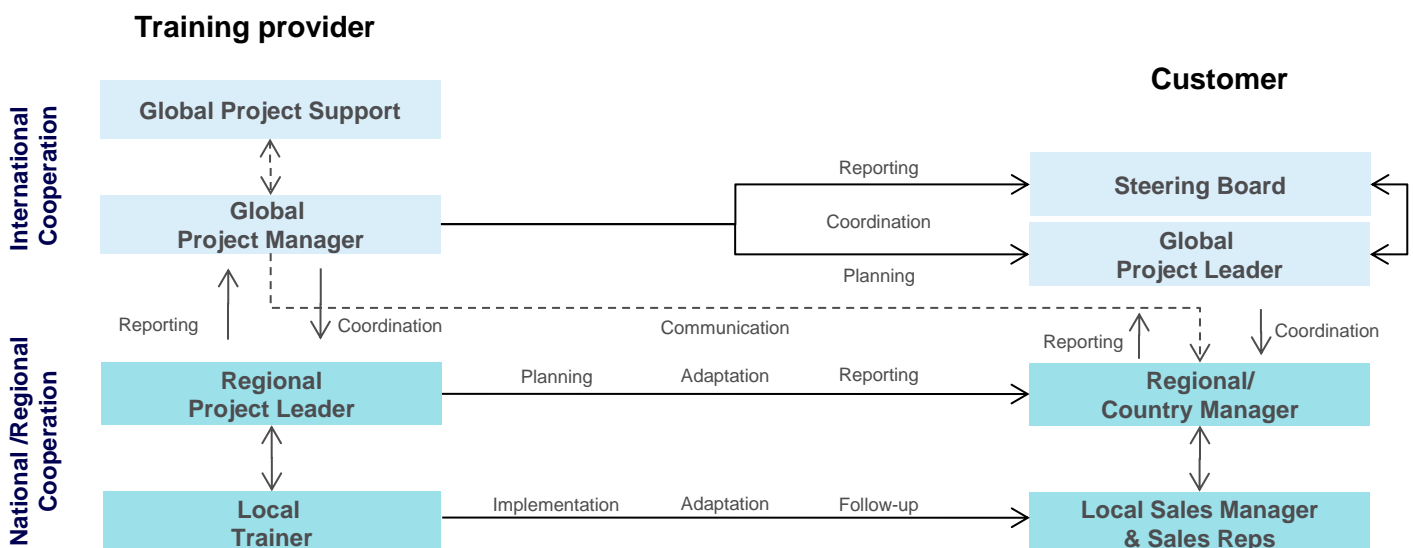 Training provider
Customer
International
Cooperation
Global Project Support
Reporting
Steering Board
Global
Project Manager
Coordination
Global
Project Leader
Planning
Reporting
Coordination
Communication
Reporting
Coordination
National /Regional
Cooperation
Regional
Project Leader
Planning
Adaptation
Reporting
Regional/
Country Manager
Local
Trainer
Implementation
Adaptation
Follow-up
Local Sales Manager
& Sales Reps